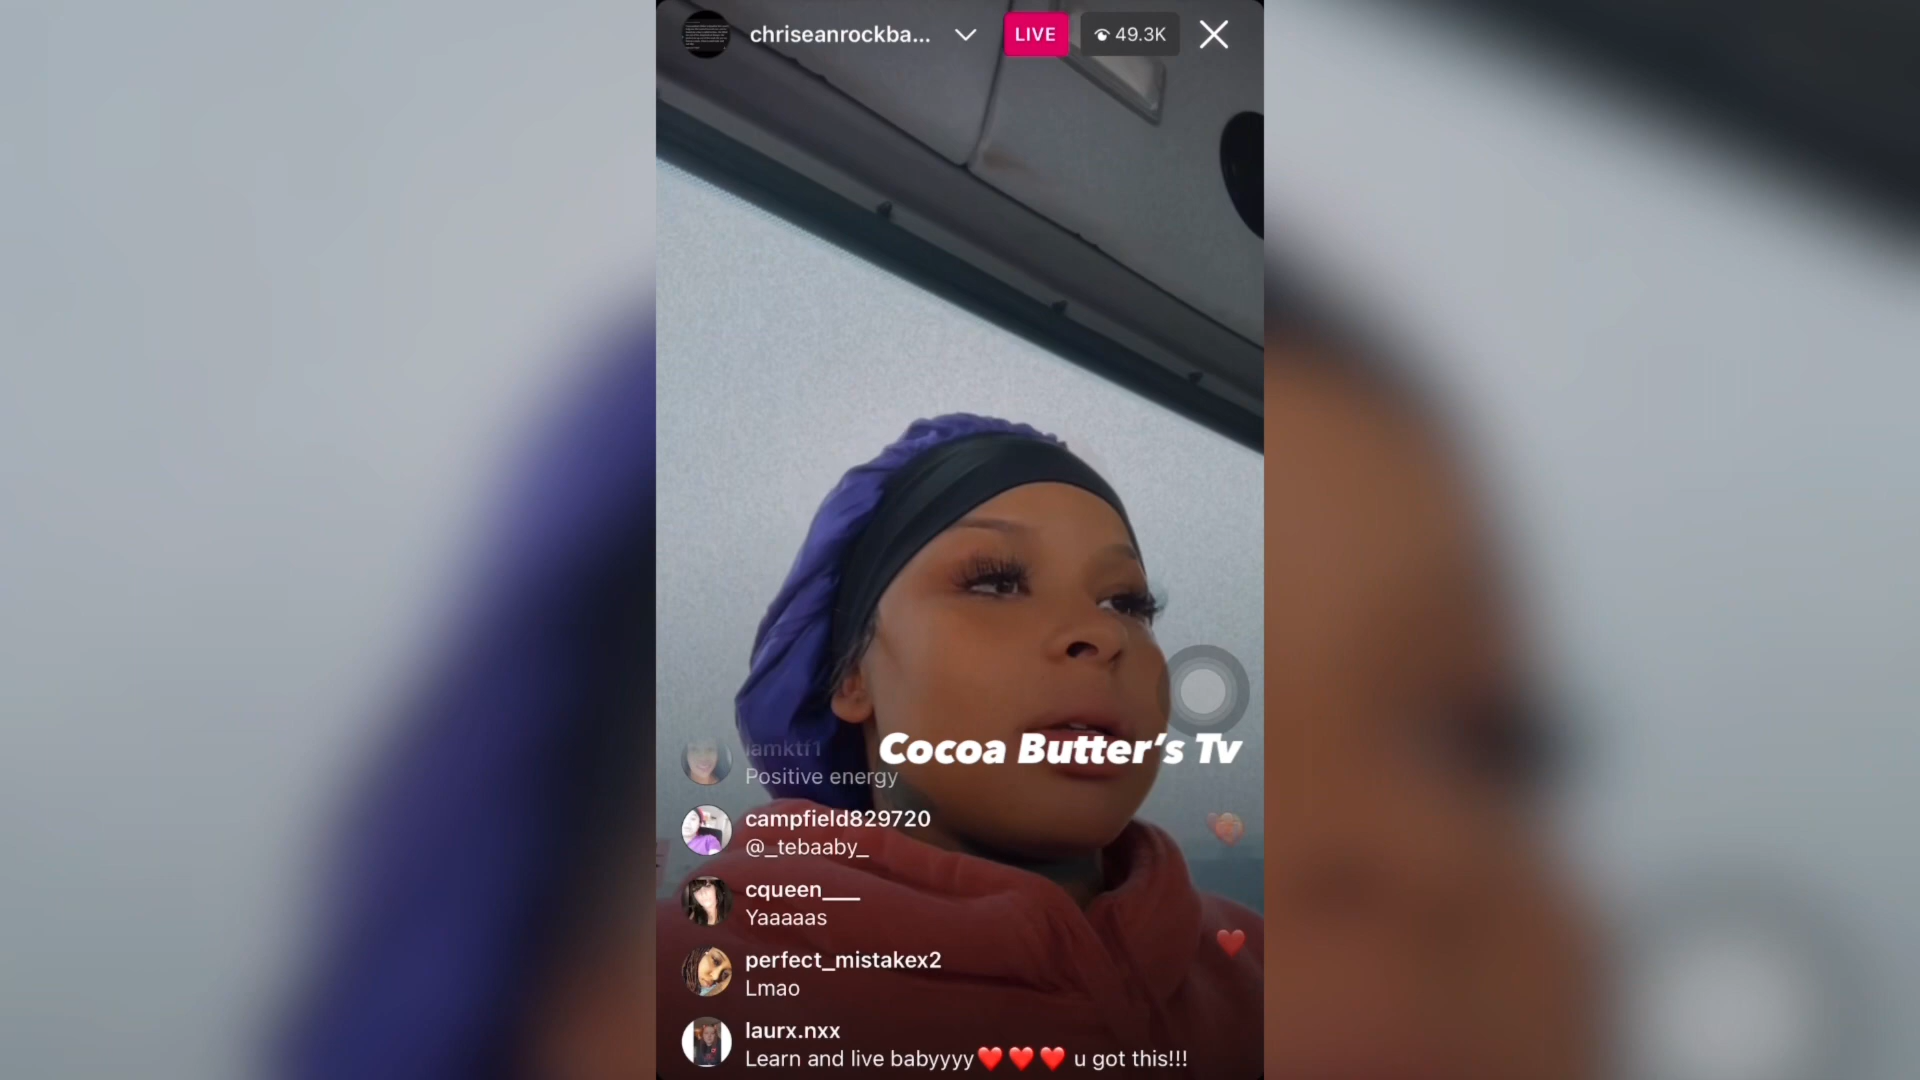 chriseanrockba...
LIVE
49.3K
iamktf1
Positive energy
Cocoa Butter's Tv
campfield829720
@_tebaaby_
cqueen___
Yaaaaas
perfect_mistakex2
Lmao
laurx.nxx
Learn and live babyyyy❤️❤️❤️ u got this!!!